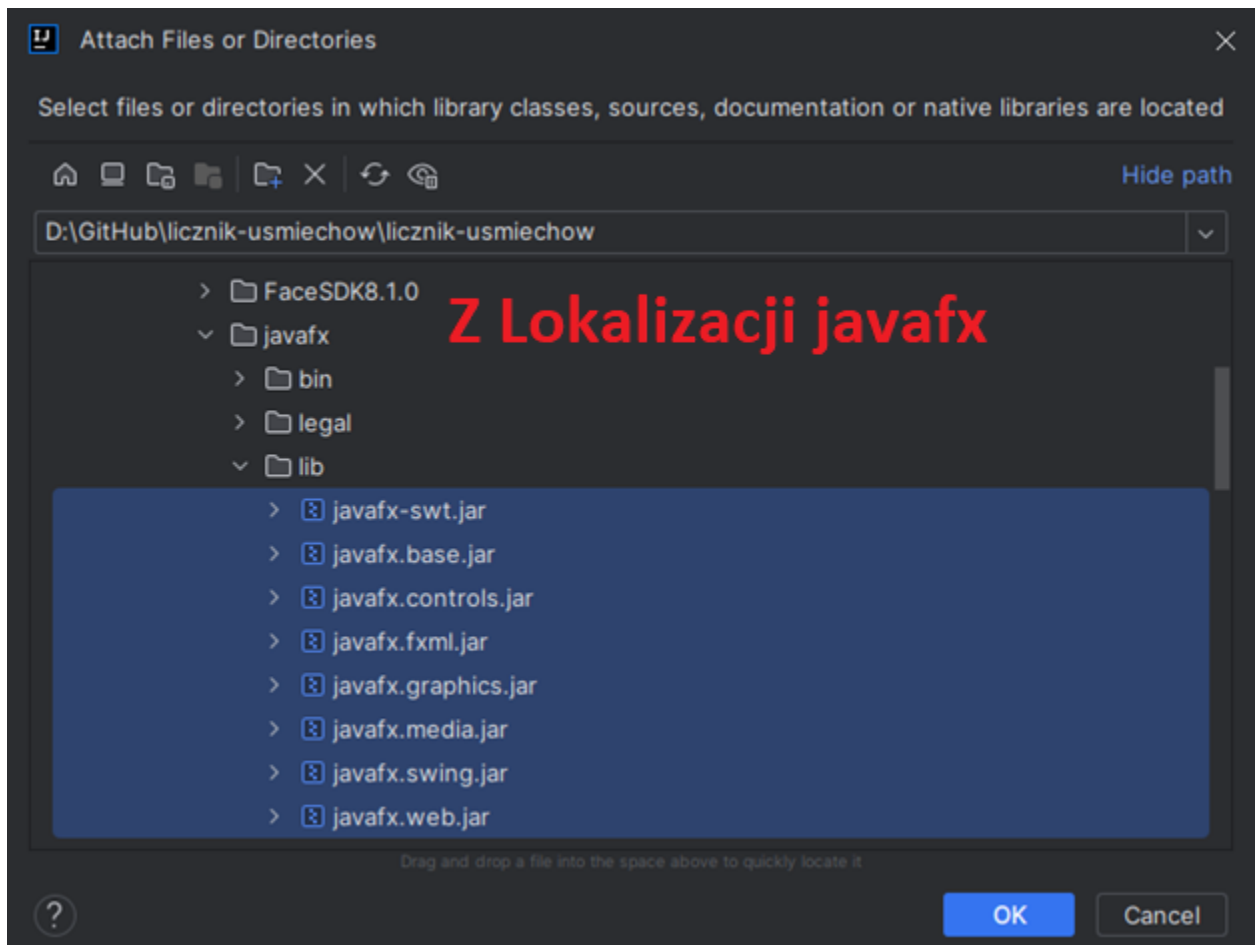 Attach Files or Directories
Select files or directories in which library classes, sources, documentation or native libraries are located
Hide path
D:\GitHub\licznik-usmiechow\licznik-usmiechow
FaceSDK8.1.0
Z Lokalizacji javafx
javafx
bin
legal
lib
javafx-swt.jar
javafx.base.jar
javafx.controls.jar
javafx.fxml.jar
javafx.graphics.jar
javafx.media.jar
javafx.swing.jar
javafx.web.jar
Drag and drop a file into the space above to quickly locate it
?
OK
Cancel